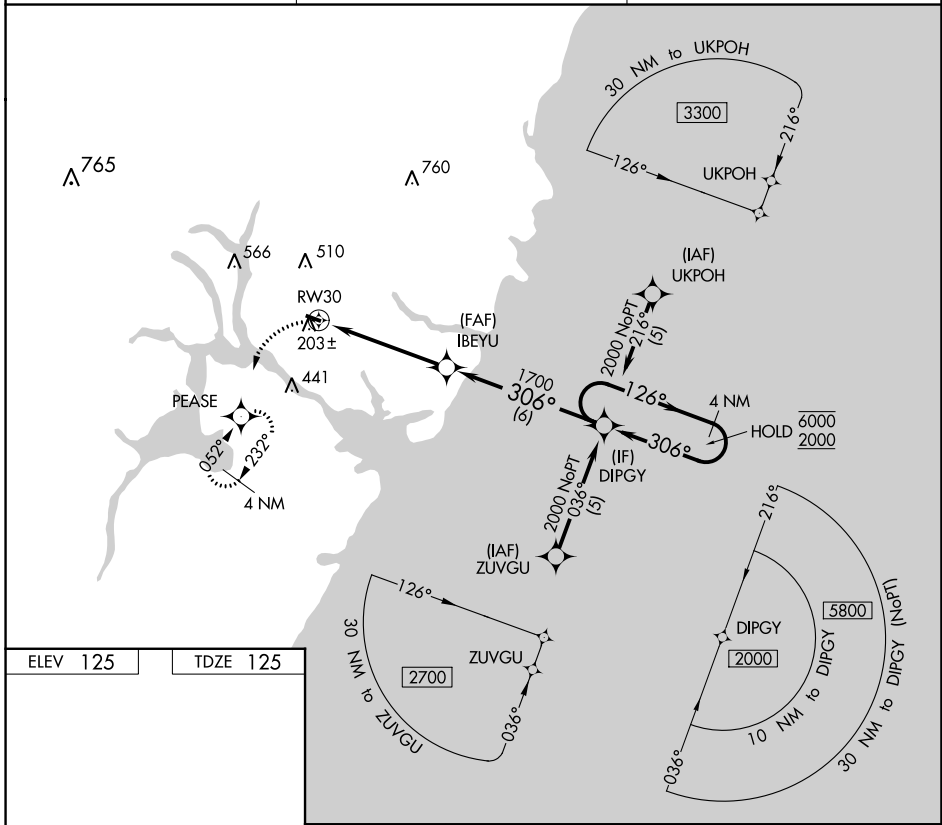 30 NM to UKPOH
3300
216°
126°
UKPOH
765
760
566
510
(IAF)
UKPOH
RW30
203±
(FAF)
IBEYU
2000 NoPT
216°
(5)
441
1700
306°
(6)
126°
4 NM
HOLD 6000
2000
306°
PEASE
(IF)
DIPGY
052°
232°
4 NM
2000 NoPT
036°
(5)
(IAF)
ZUVGU
216°
126°
5800
DIPGY
2000
ELEV 125
TDZE 125
ZUVGU
2700
30 NM to ZUVGU
036°
10 NM to DIPGY
30 NM to DIPGY (NoPT)
036°